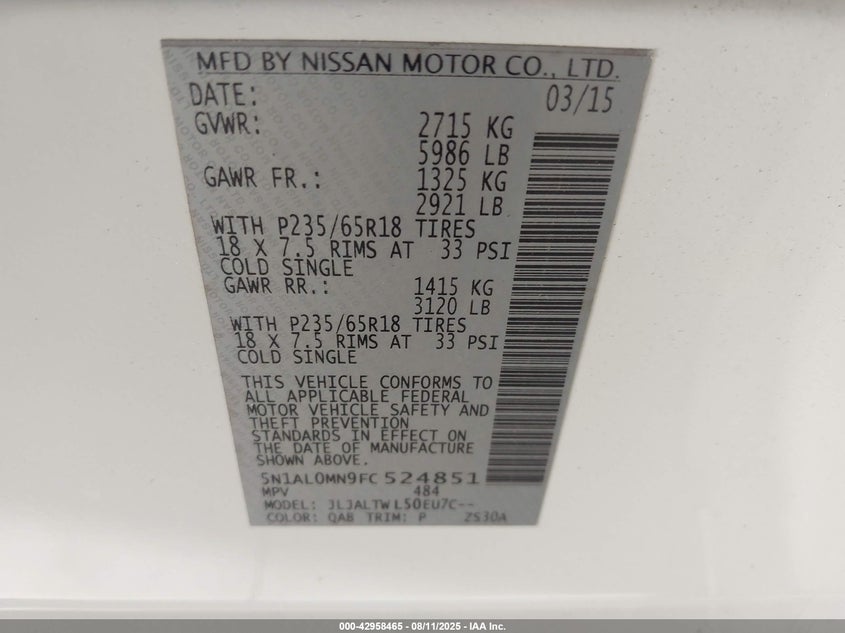 MFD BY NISSAN MOTOR CO., LTD.
DATE: 03/15
GVWR: 2715 KG
5986 LB
GAWR FR.: 1325 KG
2921 LB
WITH P235/65R18 TIRES
18 X 7.5 RIMS AT 33 PSI
COLD SINGLE
GAWR RR.: 1415 KG
3120 LB
WITH P235/65R18 TIRES
18 X 7.5 RIMS AT 33 PSI
COLD SINGLE
THIS VEHICLE CONFORMS TO
ALL APPLICABLE FEDERAL
MOTOR VEHICLE SAFETY AND
THEFT PREVENTION
STANDARDS IN EFFECT ON
THE DATE OF MANUFACTURE
SHOWN ABOVE.
5N1AL0MN9FC524851
MPV 484
MODEL: JLJALTWL50EU7C--
COLOR: QAB TRIM: P ZS30A
000-42958465 - 08/11/2025 - IAA Inc.